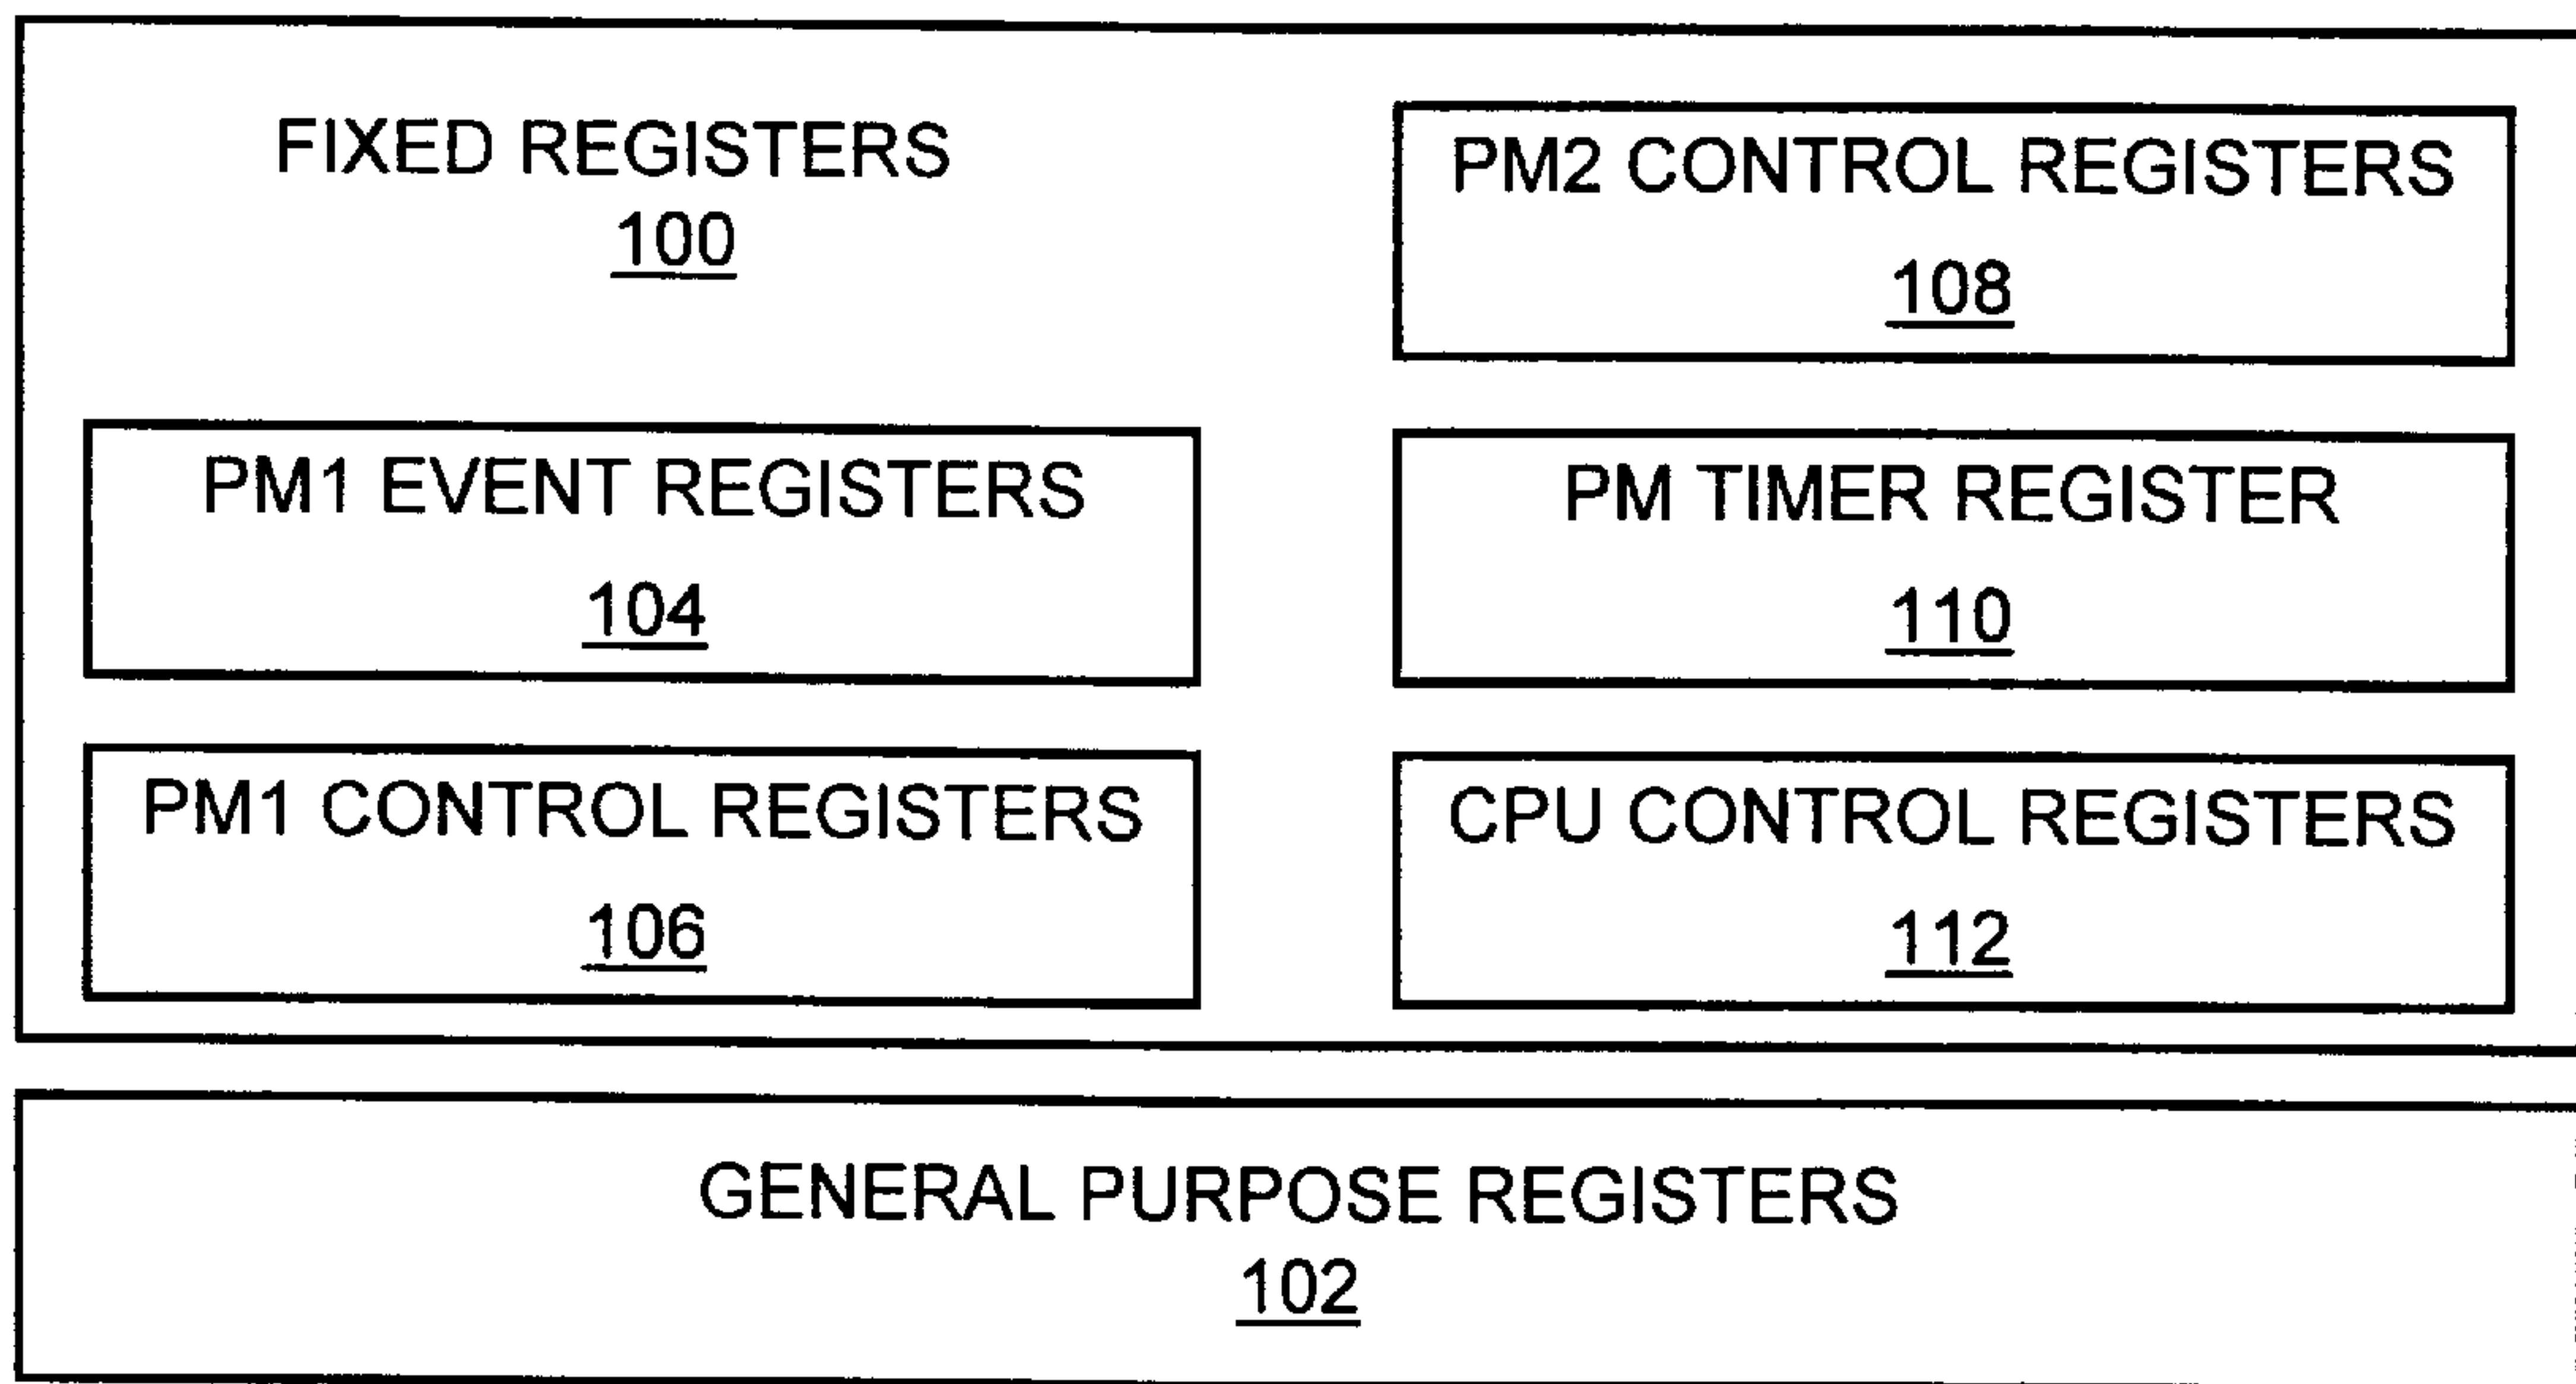 FIXED REGISTERS
100
PM2 CONTROL REGISTERS
108
PM1 EVENT REGISTERS
104
PM TIMER REGISTER
110
PM1 CONTROL REGISTERS
106
CPU CONTROL REGISTERS
112
GENERAL PURPOSE REGISTERS
102